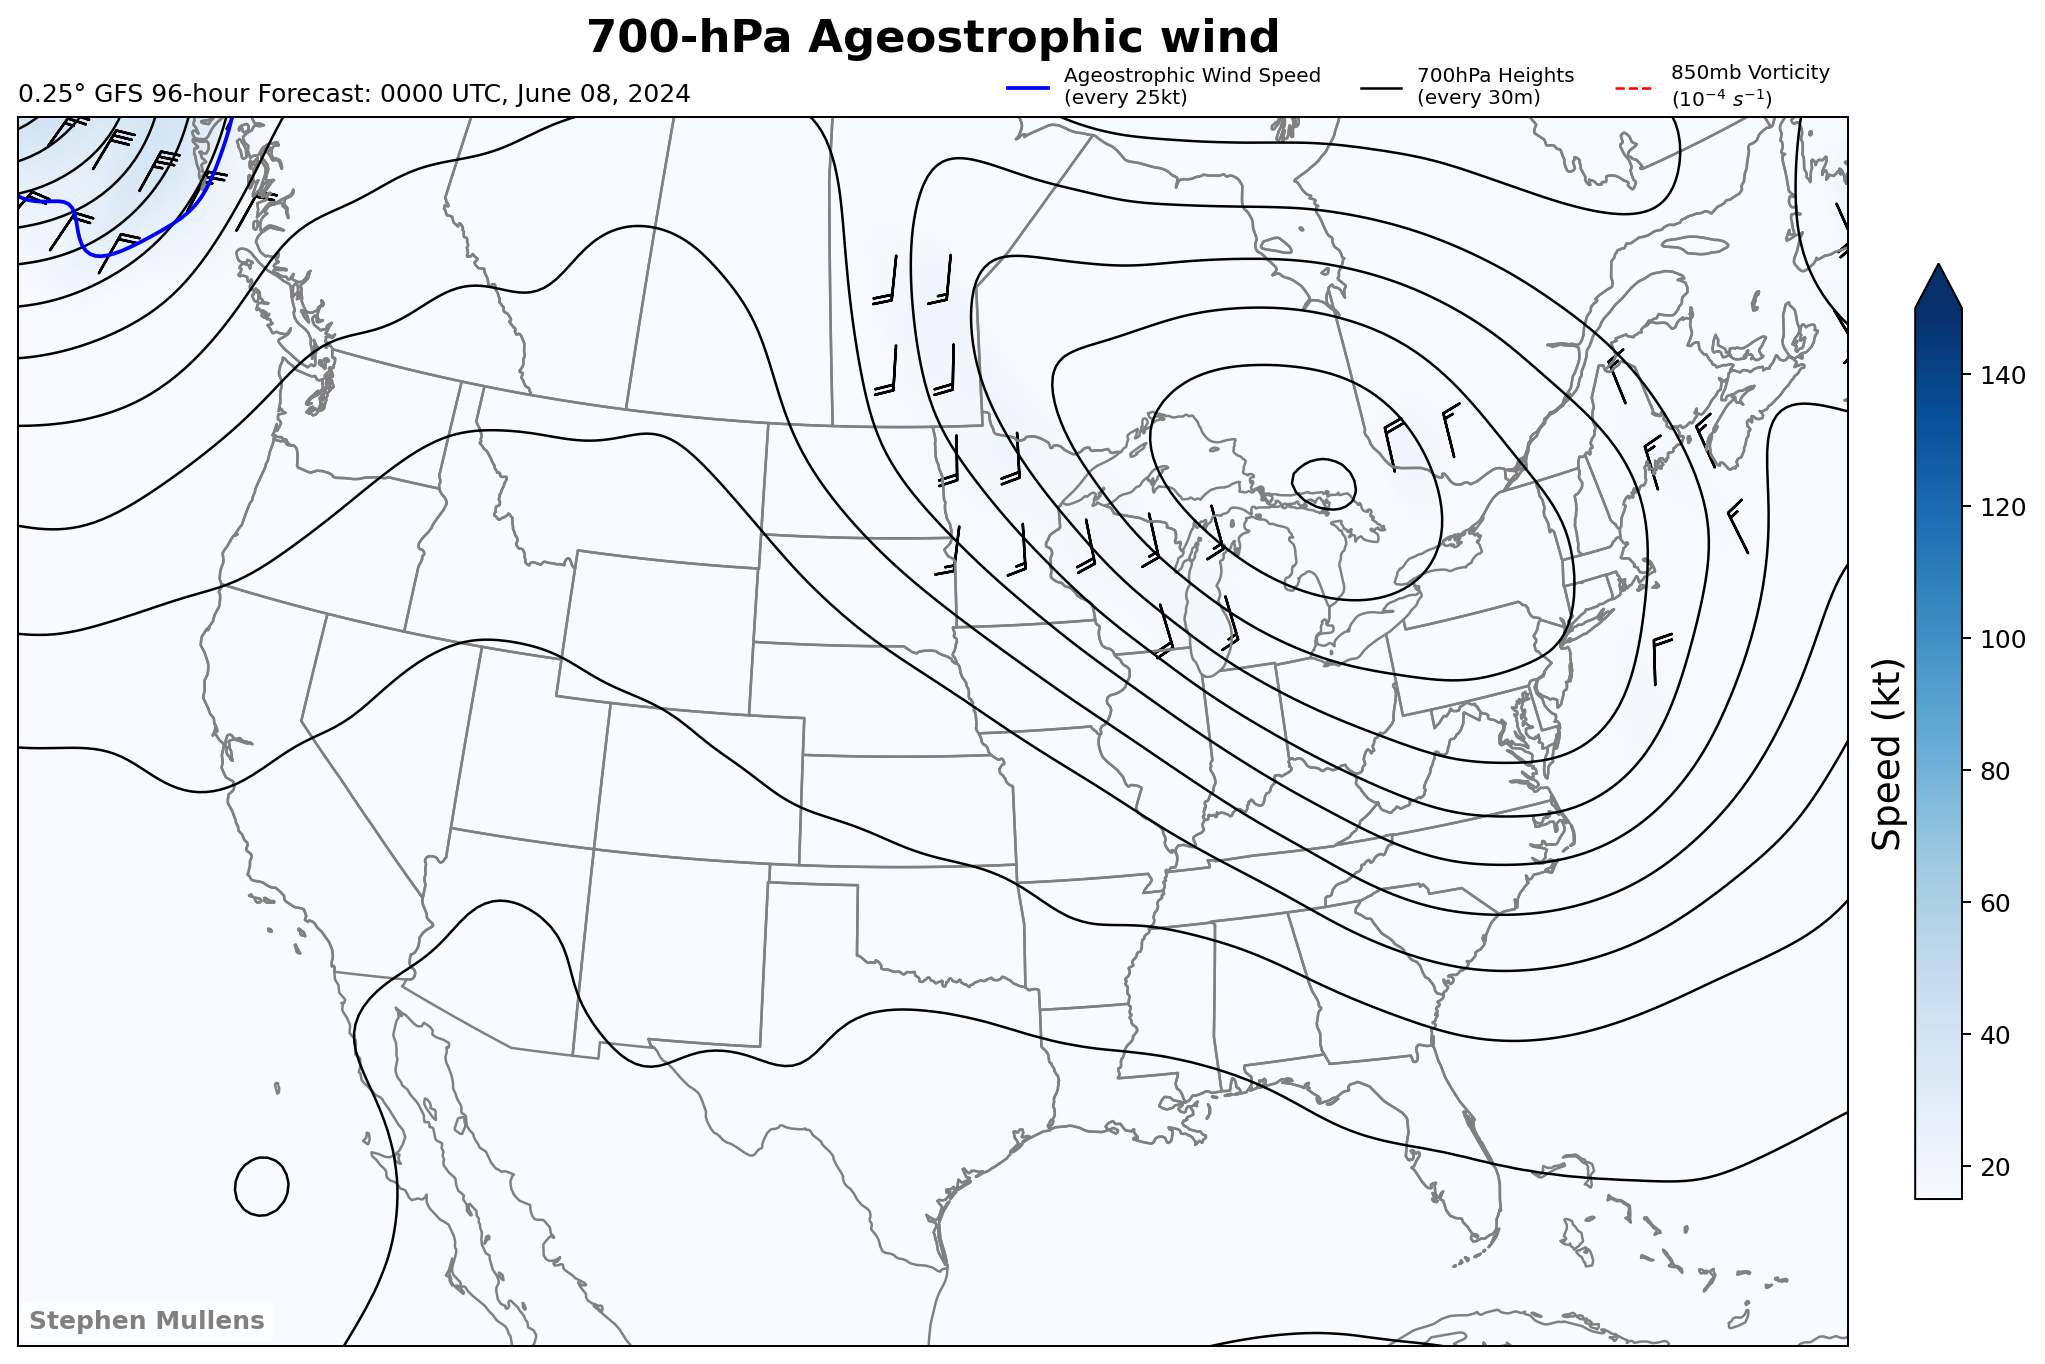 700-hPa Ageostrophic wind
0.25° GFS 96-hour Forecast: 0000 UTC, June 08, 2024
Ageostrophic Wind Speed
(every 25kt)
700hPa Heights
(every 30m)
850mb Vorticity
(10⁻⁴ s⁻¹)
140
120
100
80
60
40
20
Speed (kt)
Stephen Mullens